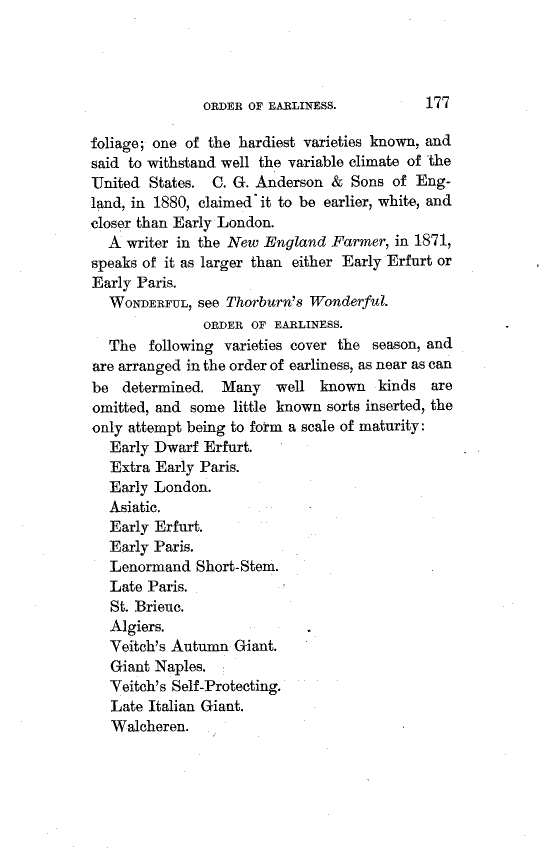 ORDER OF EARLINESS. 177
foliage; one of the hardiest varieties known, and
said to withstand well the variable climate of the
United States. C. G. Anderson & Sons of Eng-
land, in 1880, claimed it to be earlier, white, and
closer than Early London.
A writer in the New England Farmer, in 1871,
speaks of it as larger than either Early Erfurt or
Early Paris.
WONDERFUL, see Thorburn's Wonderful.
ORDER OF EARLINESS.
The following varieties cover the season, and
are arranged in the order of earliness, as near as can
be determined. Many well known kinds are
omitted, and some little known sorts inserted, the
only attempt being to form a scale of maturity:
Early Dwarf Erfurt.
Extra Early Paris.
Early London.
Asiatic.
Early Erfurt.
Early Paris.
Lenormand Short-Stem.
Late Paris.
St. Brieuc.
Algiers.
Veitch's Autumn Giant.
Giant Naples.
Veitch's Self-Protecting.
Late Italian Giant.
Walcheren.